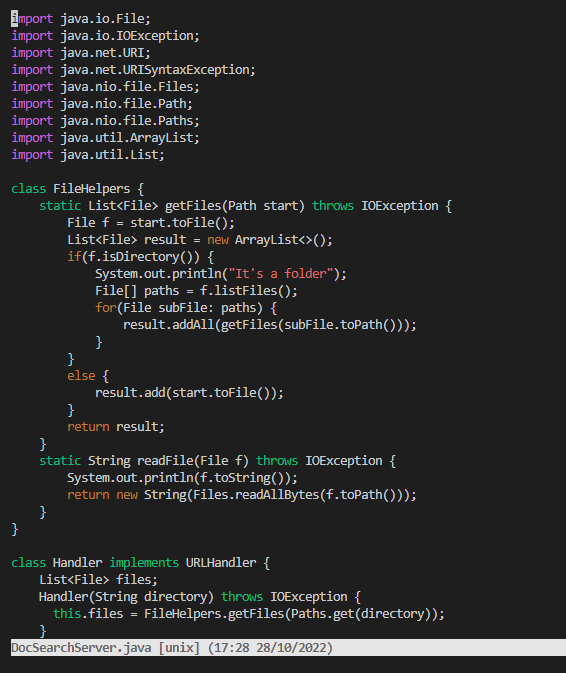 import java.io.File;
import java.io.IOException;
import java.net.URI;
import java.net.URISyntaxException;
import java.nio.file.Files;
import java.nio.file.Path;
import java.nio.file.Paths;
import java.util.ArrayList;
import java.util.List;

class FileHelpers {
    static List<File> getFiles(Path start) throws IOException {
        File f = start.toFile();
        List<File> result = new ArrayList<>();
        if(f.isDirectory()) {
            System.out.println("It's a folder");
            File[] paths = f.listFiles();
            for(File subFile: paths) {
                result.addAll(getFiles(subFile.toPath()));
            }
        }
        else {
            result.add(start.toFile());
        }
        return result;
    }
    static String readFile(File f) throws IOException {
        System.out.println(f.toString());
        return new String(Files.readAllBytes(f.toPath()));
    }
}

class Handler implements URLHandler {
    List<File> files;
    Handler(String directory) throws IOException {
      this.files = FileHelpers.getFiles(Paths.get(directory));
    }
DocSearchServer.java [unix] (17:28 28/10/2022)